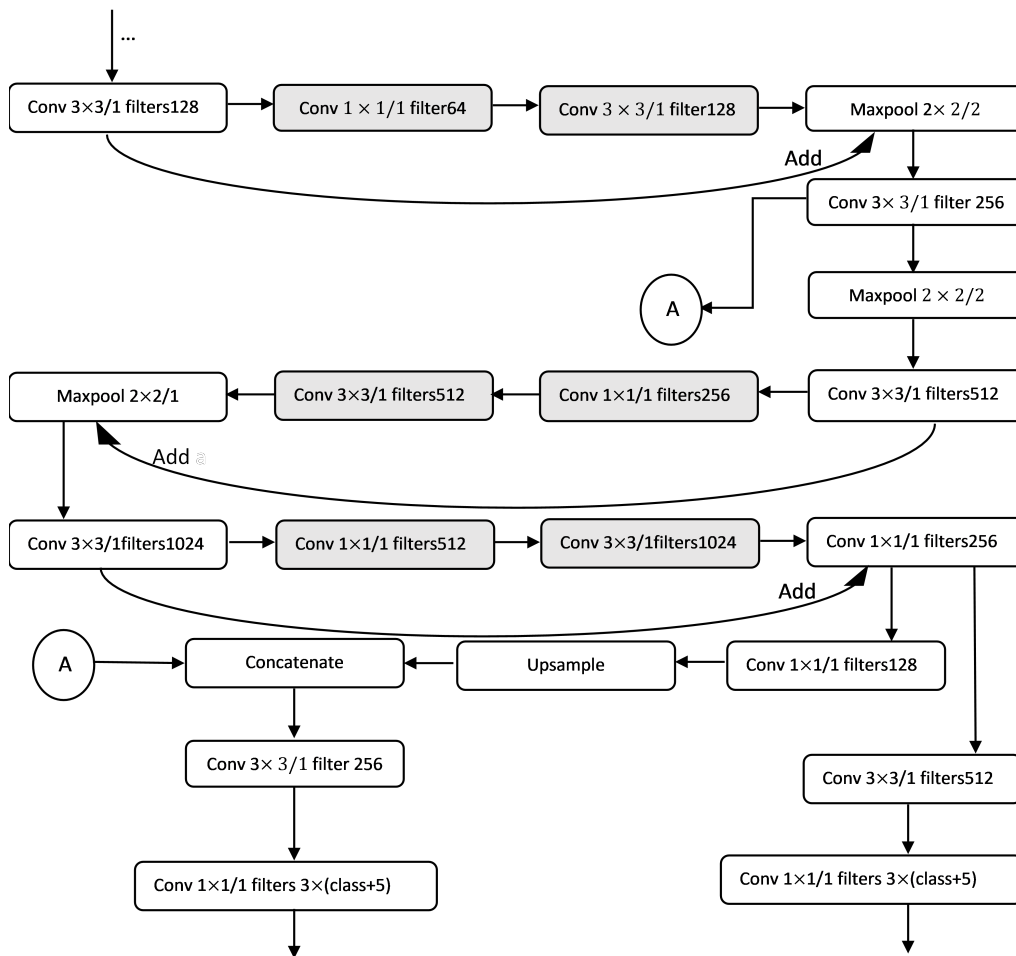 ...
Conv 3×3/1 filters128
Conv 1 × 1/1 filter64
Conv 3 × 3/1 filter128
Maxpool 2× 2/2
Add
Conv 3× 3/1 filter 256
A
Maxpool 2 × 2/2
Maxpool 2×2/1
Conv 3×3/1 filters512
Conv 1×1/1 filters256
Conv 3×3/1 filters512
Add a
Conv 3×3/1filters1024
Conv 1×1/1 filters512
Conv 3×3/1filters1024
Conv 1×1/1 filters256
Add
A
Concatenate
Upsample
Conv 1×1/1 filters128
Conv 3× 3/1 filter 256
Conv 3×3/1 filters512
Conv 1×1/1 filters 3×(class+5)
Conv 1×1/1 filters 3×(class+5)